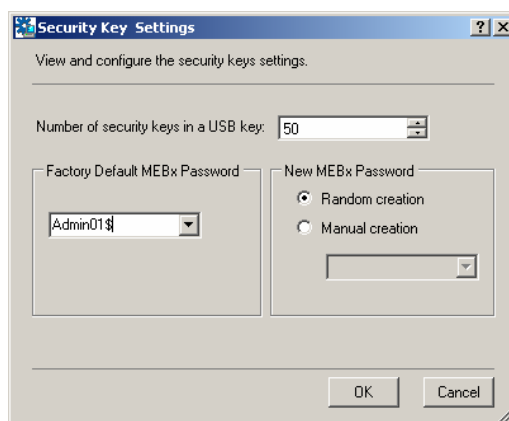 Security Key  Settings
View and configure the security keys settings.
Number of security keys in a USB key: 50
Factory Default MEBx Password
Admin01$
New MEBx Password
Random creation
Manual creation
OK Cancel